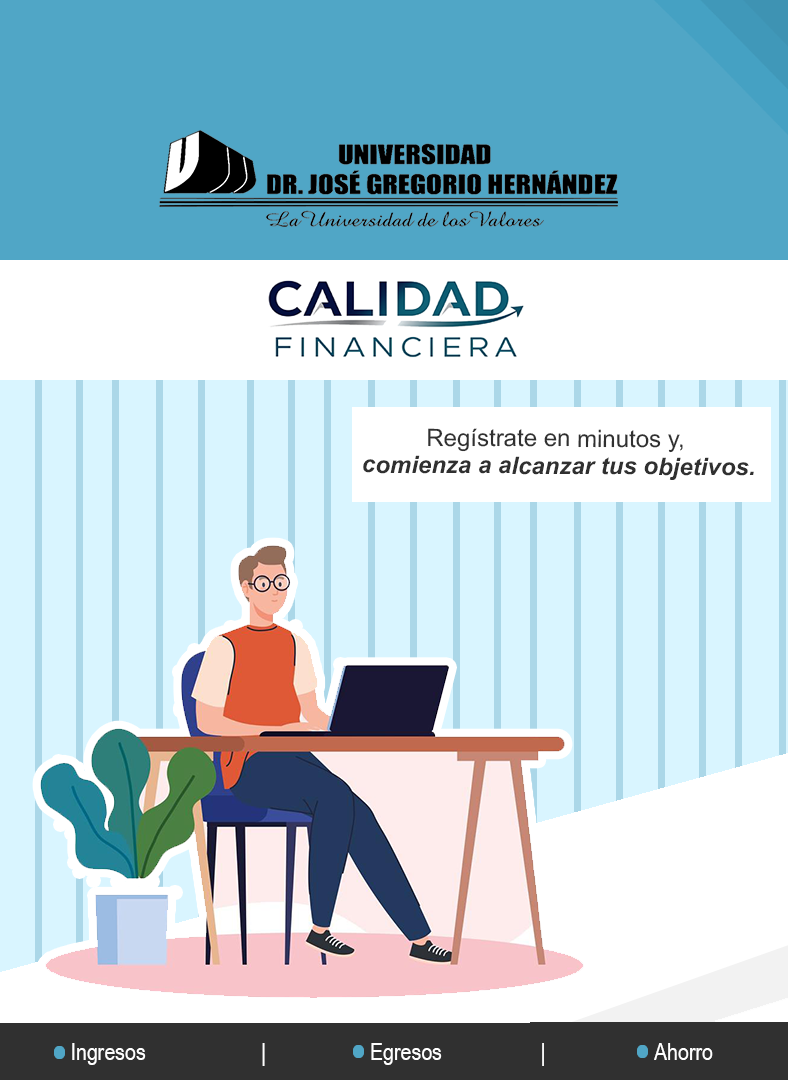 UNIVERSIDAD
DR. JOSÉ GREGORIO HERNÁNDEZ
La Universidad de los Valores
CALIDAD
FINANCIERA
Regístrate en minutos y,
comienza a alcanzar tus objetivos.
Ingresos | Egresos | Ahorro